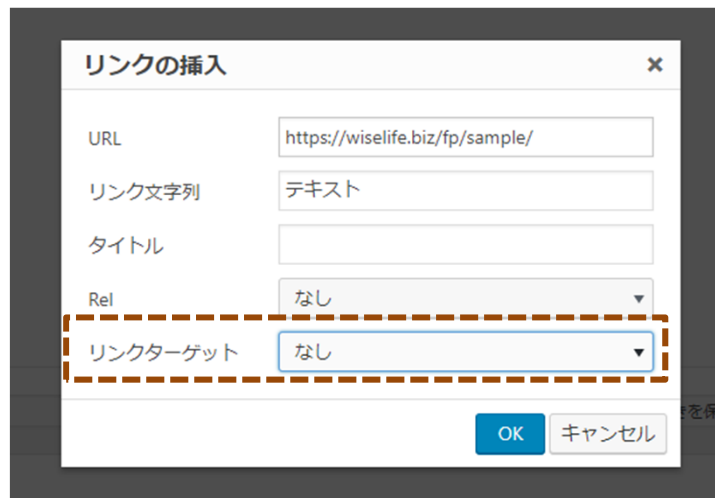 リンクの挿入 ×
URL https://wiselife.biz/fp/sample/
リンク文字列 テキスト
タイトル
Rel なし
リンクターゲット なし
OK キャンセル